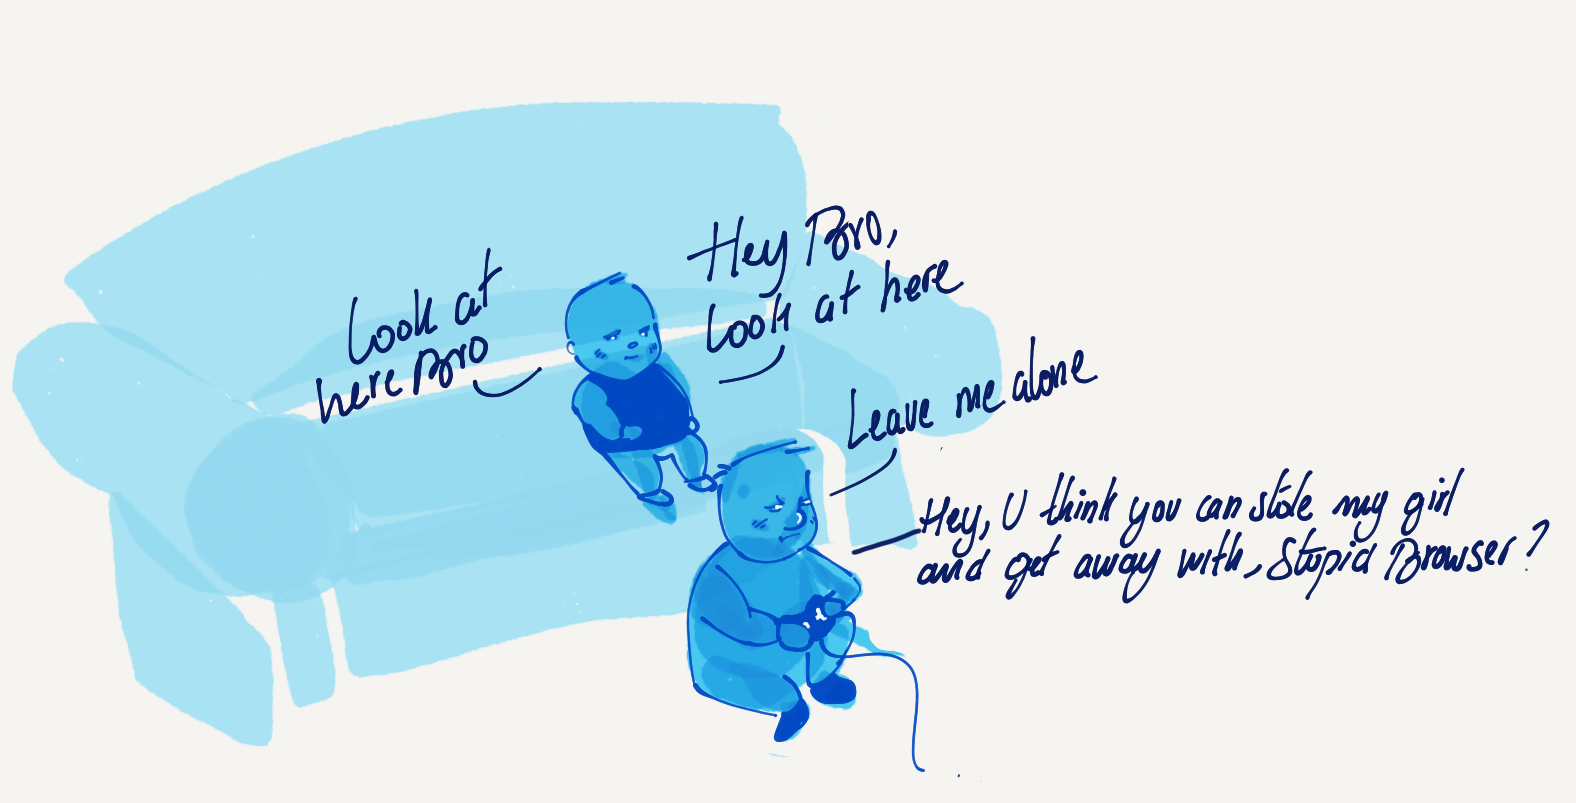 Look at
here Bro
Hey Bro,
look at here
Leave me alone
Hey, U think you can stole my girl
and get away with, Stupid Browser?